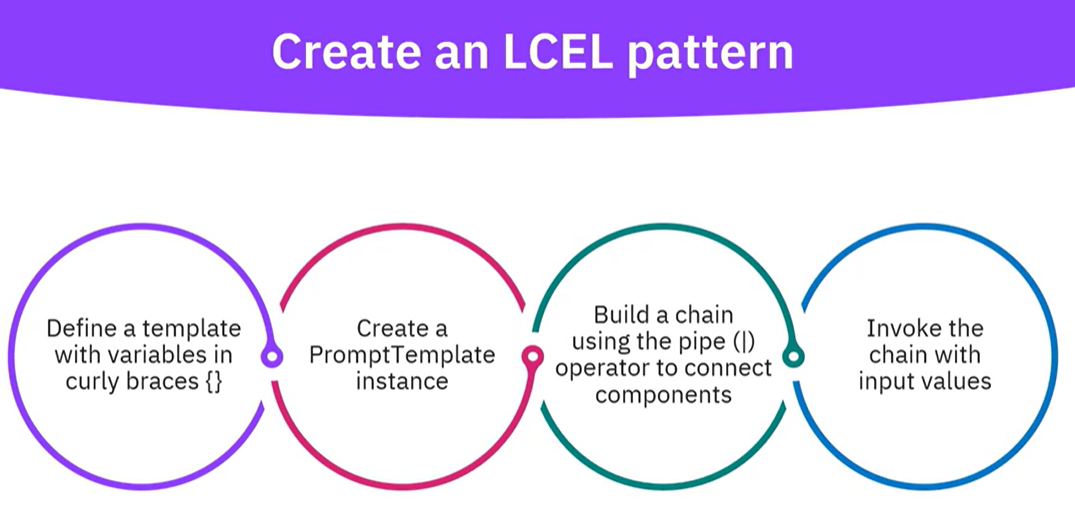 Create an LCEL pattern
Define a template
with variables in
curly braces {}
Create a
PromptTemplate
instance
Build a chain
using the pipe (|)
operator to connect
components
Invoke the
chain with
input values